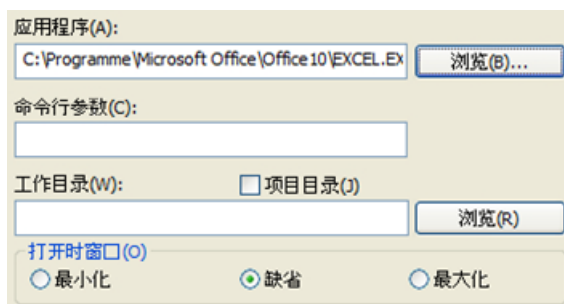 应用程序(A):
C:\Programme\Microsoft Office\Office10\EXCEL.EX
浏览(B)...
命令行参数(C):
工作目录(W):
项目目录(J)
浏览(R)
打开时窗口(O)
最小化
缺省
最大化